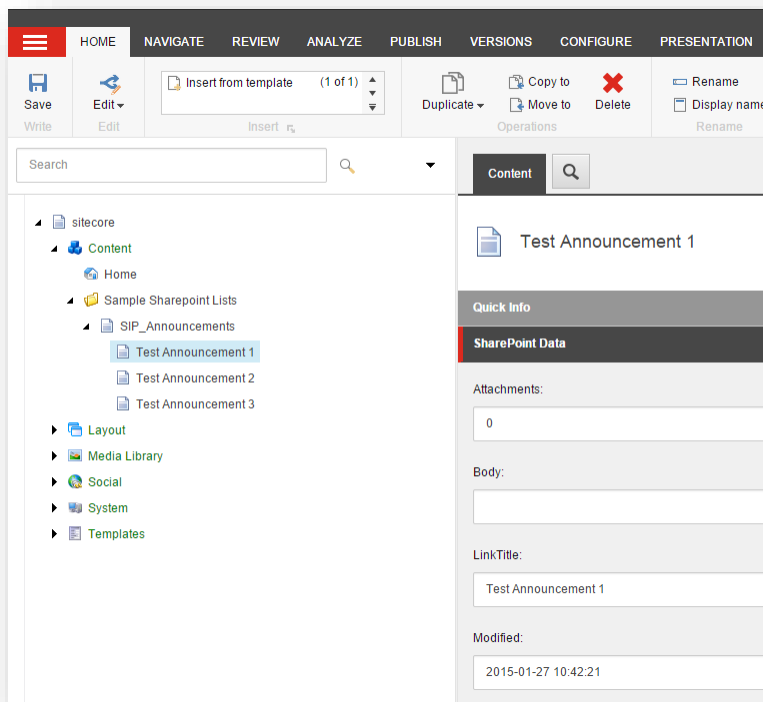 HOME NAVIGATE REVIEW ANALYZE PUBLISH VERSIONS CONFIGURE PRESENTATION
Save
Write
Edit
Edit
Insert from template (1 of 1)
Insert
Duplicate
Copy to
Move to
Delete
Operations
Rename
Display name
Rename
Search
sitecore
Content
Home
Sample Sharepoint Lists
SIP_Announcements
Test Announcement 1
Test Announcement 2
Test Announcement 3
Layout
Media Library
Social
System
Templates
Content
Test Announcement 1
Quick Info
SharePoint Data
Attachments:
0
Body:
LinkTitle:
Test Announcement 1
Modified:
2015-01-27 10:42:21